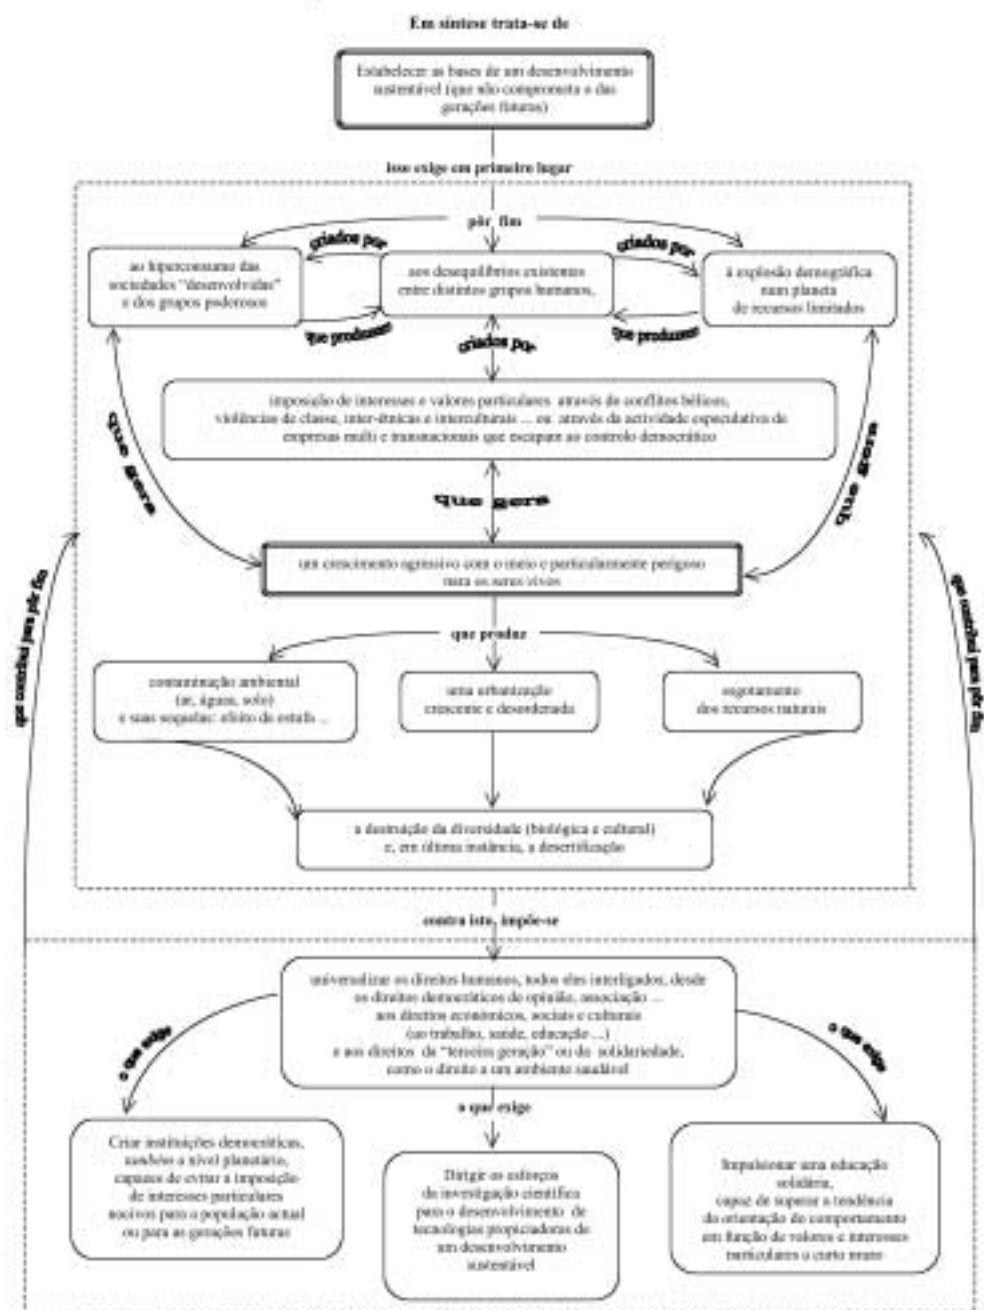 Em síntese trata-se de
Estabelecer as bases de um desenvolvimento
sustentável (que não comprometa o das
gerações futuras)
isso exige em primeiro lugar
pôr fim
criados por
criados por
ao hiperconsumo das
sociedades "desenvolvidas"
e dos grupos poderosos
aos desequilíbrios existentes
entre distintos grupos humanos,
à explosão demográfica
num planeta
de recursos limitados
que produzem
criados por
que produzem
imposição de interesses e valores particulares através de conflitos bélicos,
violências de classe, inter-étnicas e interculturais ... ou através da actividade especulativa de
empresas multi e transnacionais que escapam ao controlo democrático
que gera
que gera
que gera
um crescimento agressivo com o meio e particularmente perigoso
para os seres vivos
que contribui para pôr fim
que contribui para pôr fim
que produz
contaminação ambiental
(ar, águas, solo)
e suas sequelas: efeito de estufa ...
uma urbanização
crescente e desordenada
esgotamento
dos recursos naturais
a destruição da diversidade (biológica e cultural)
e, em última instância, a desertificação
contra isto, impõe-se
universalizar os direitos humanos, todos eles interligados, desde
os direitos democráticos de opinião, associação ...
aos direitos económicos, sociais e culturais
(ao trabalho, saúde, educação ...)
e aos direitos da "terceira geração" ou de solidariedade,
como o direito a um ambiente saudável
o que exige
o que exige
o que exige
Criar instituições democráticas,
também a nível planetário,
capazes de evitar a imposição
de interesses particulares
nocivos para a população actual
ou para as gerações futuras
Dirigir os esforços
da investigação científica
para o desenvolvimento de
tecnologias propiciadoras de
um desenvolvimento
sustentável
Impulsionar uma educação
solidária,
capaz de superar a tendência
da orientação do comportamento
em função de valores e interesses
particulares a curto prazo